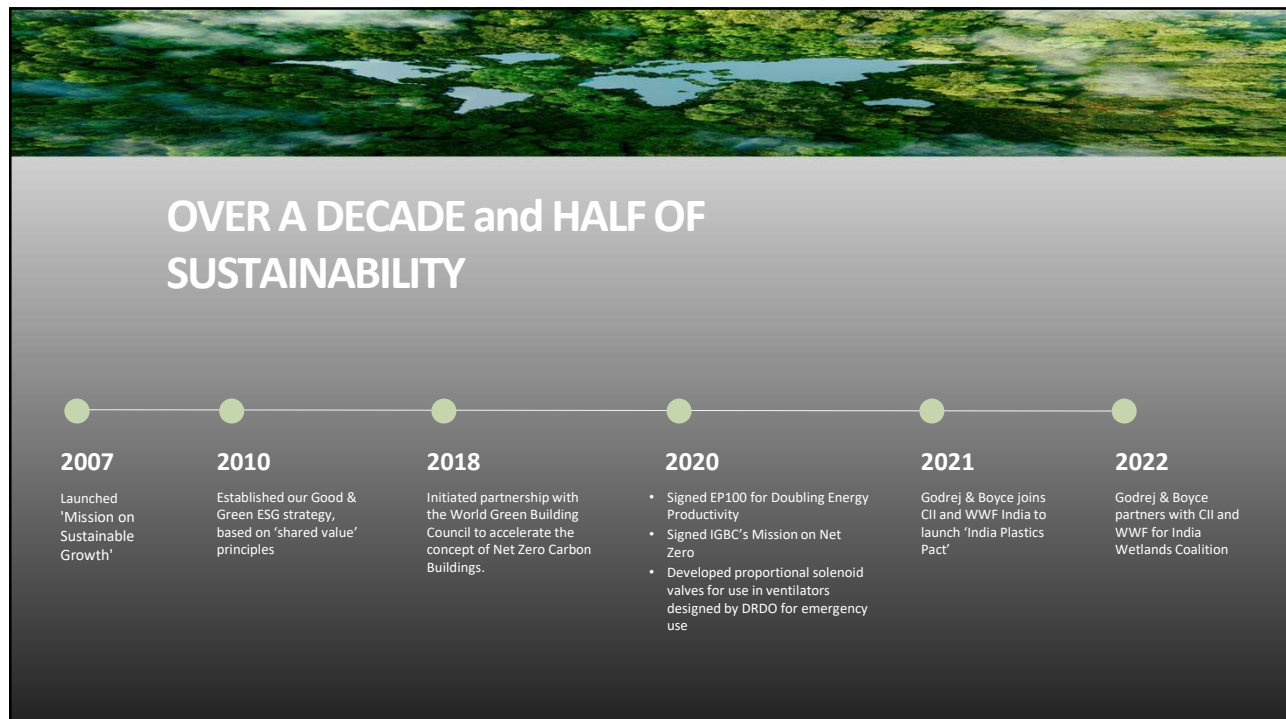 OVER A DECADE and HALF OF
SUSTAINABILITY
2007
Launched
'Mission on
Sustainable
Growth'
2010
Established our Good &
Green ESG strategy,
based on ‘shared value’
principles
2018
Initiated partnership with
the World Green Building
Council to accelerate the
concept of Net Zero Carbon
Buildings.
2020
• Signed EP100 for Doubling Energy
Productivity
• Signed IGBC’s Mission on Net
Zero
• Developed proportional solenoid
valves for use in ventilators
designed by DRDO for emergency
use
2021
Godrej & Boyce joins
CII and WWF India to
launch ‘India Plastics
Pact’
2022
Godrej & Boyce
partners with CII and
WWF for India
Wetlands Coalition